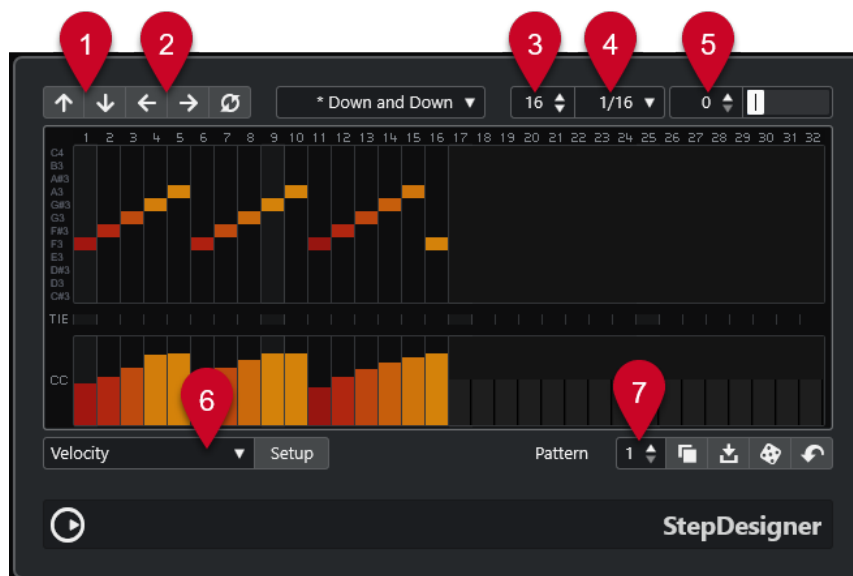 1 2 3 4 5
* Down and Down 16 1/16 0
1 2 3 4 5 6 7 8 9 10 11 12 13 14 15 16 17 18 19 20 21 22 23 24 25 26 27 28 29 30 31 32
C4
B3
A#3
A3
G#3
G3
F#3
F3
E3
D#3
D3
C#3
TIE
CC
6
7
Velocity Setup Pattern 1
StepDesigner